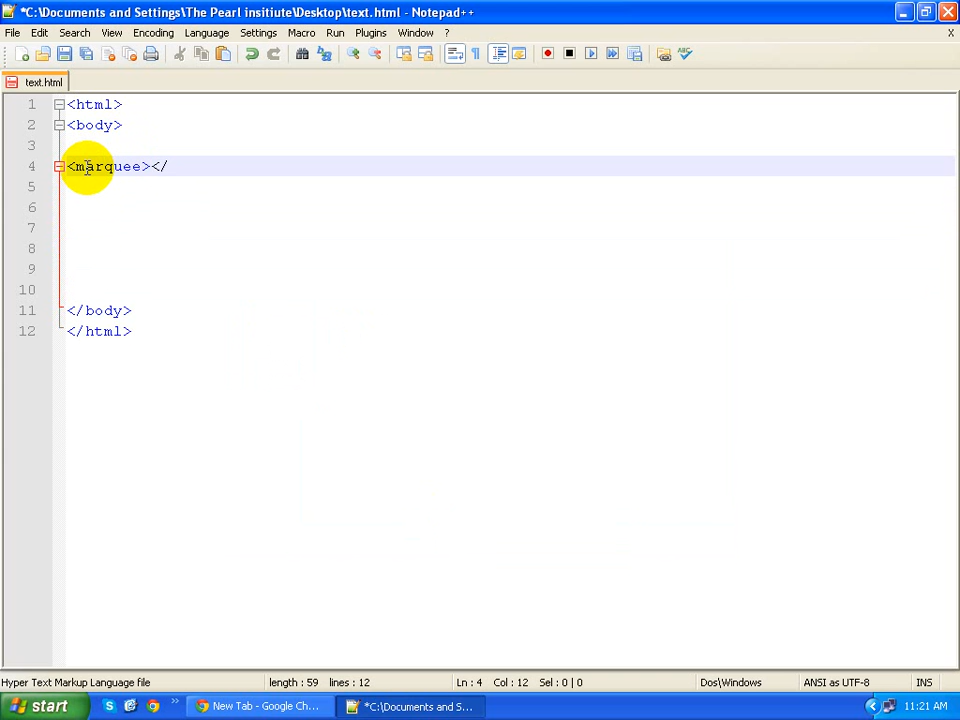 *C:\Documents and Settings\The Pearl insitiute\Desktop\text.html - Notepad++
File Edit Search View Encoding Language Settings Macro Run Plugins Window ? X
text.html
1 <html>
2 <body>
3
4 <marquee></
5
6
7
8
9
10
11 </body>
12 </html>
Hyper Text Markup Language file length : 59 lines : 12 Ln : 4 Col : 12 Sel : 0 | 0 Dos\Windows ANSI as UTF-8 INS
start New Tab - Google Ch... *C:\Documents and S... 11:21 AM